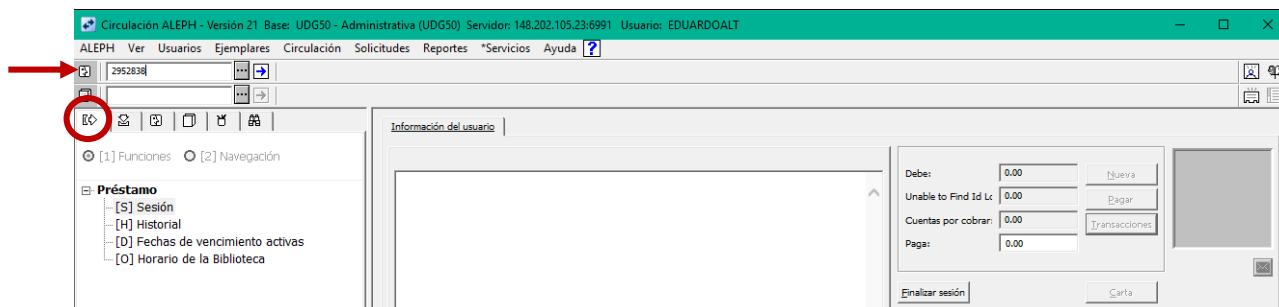 Circulación ALEPH - Versión 21 Base: UDG50 - Administrativa (UDG50) Servidor: 148.202.105.23:6991 Usuario: EDUARDOALT
ALEPH Ver Usuarios Ejemplares Circulación Solicitudes Reportes *Servicios Ayuda ?
2952838
Información del usuario
[1] Funciones [2] Navegación
Préstamo
[S] Sesión
[H] Historial
[D] Fechas de vencimiento activas
[O] Horario de la Biblioteca
Debe: 0.00 Nueva
Unable to Find Id Lc 0.00 Pagar
Cuentas por cobrar: 0.00 Transacciones
Paga: 0.00
Finalizar sesión Carta